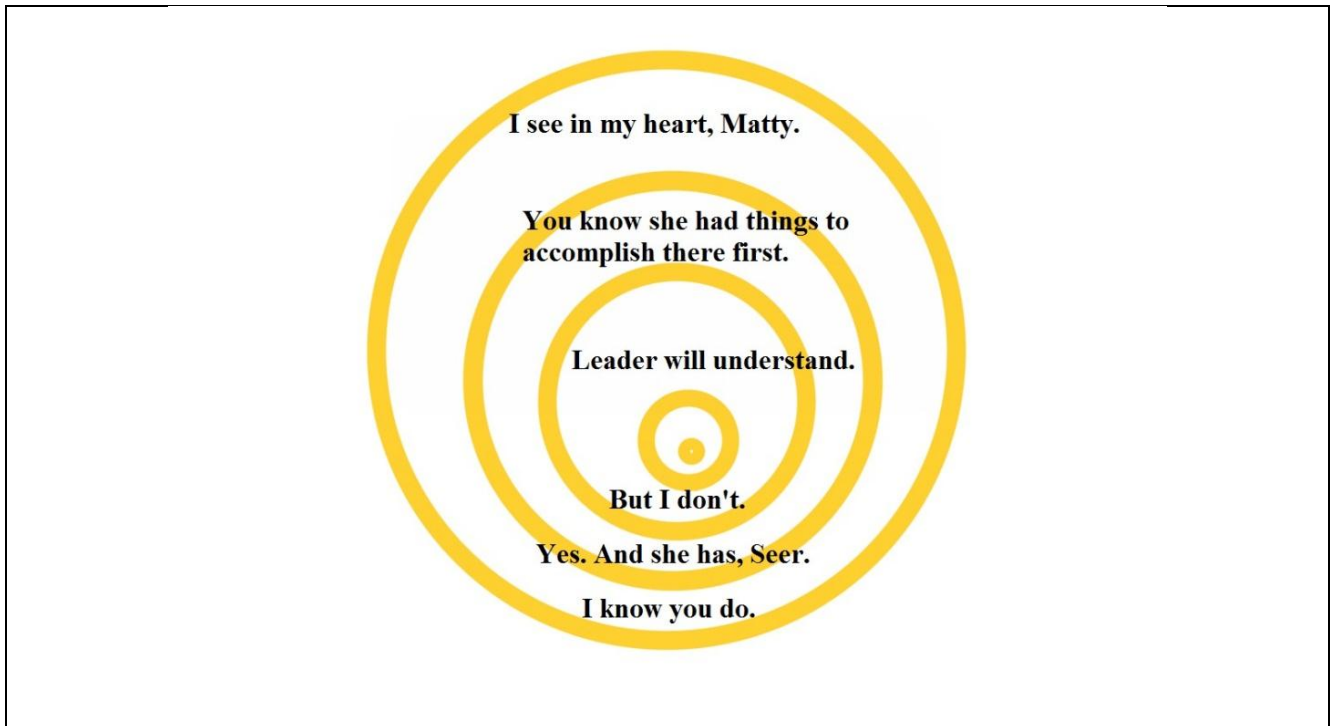 I see in my heart, Matty.
You know she had things to
accomplish there first.
Leader will understand.
But I don't.
Yes. And she has, Seer.
I know you do.